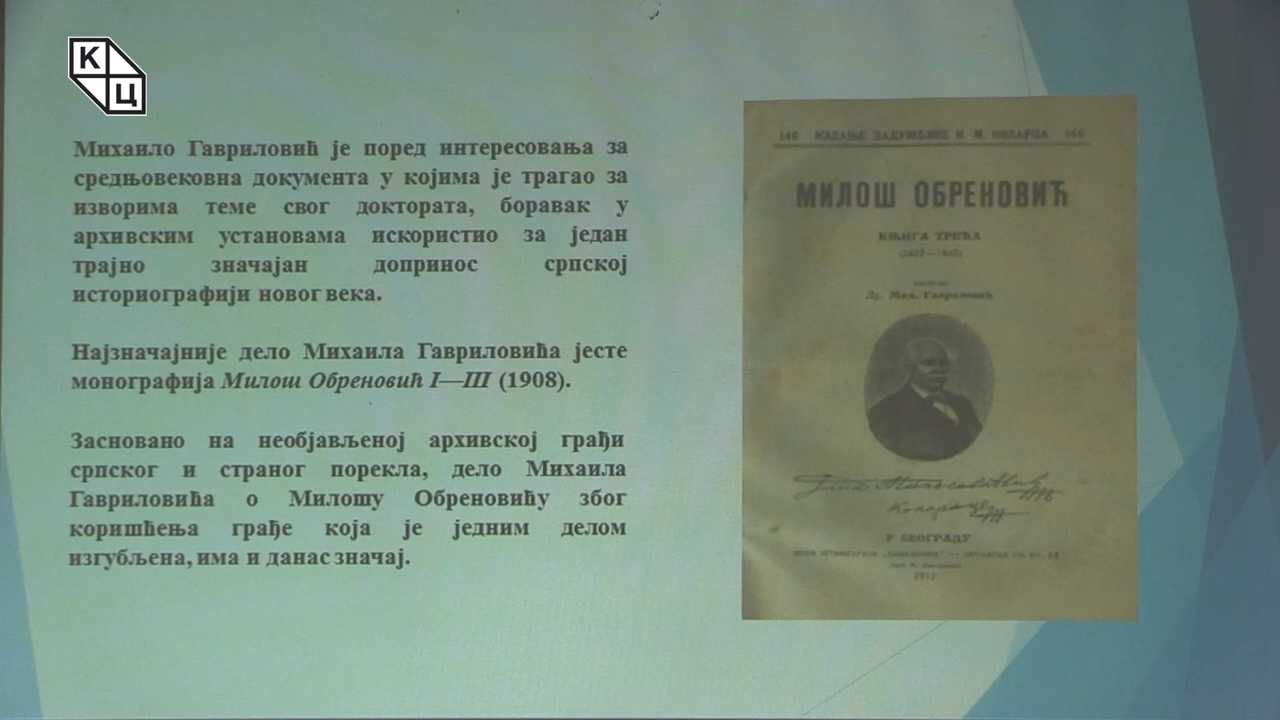 К
Ц
Михаило Гавриловић је поред интересовања за
средњовековна документа у којима је трагао за
изворима теме свог доктората, боравак у
архивским установама искористио за један
трајно значајан допринос српској
историографији новог века.
Најзначајније дело Михаила Гавриловића јесте
монографија Милош Обреновић I—III (1908).
Засновано на необјављеној архивској грађи
српског и страног порекла, дело Михаила
Гавриловића о Милошу Обреновићу због
коришћења грађе која је једним делом
изгубљена, има и данас значај.
146 ИЗДАЊЕ ЗАДУЖБИНЕ И. М. КОЛАРЦА 146
МИЛОШ ОБРЕНОВИЋ
КЊИГА ТРЕЋА
Др. Мих. Гавриловић
У БЕОГРАДУ
1912